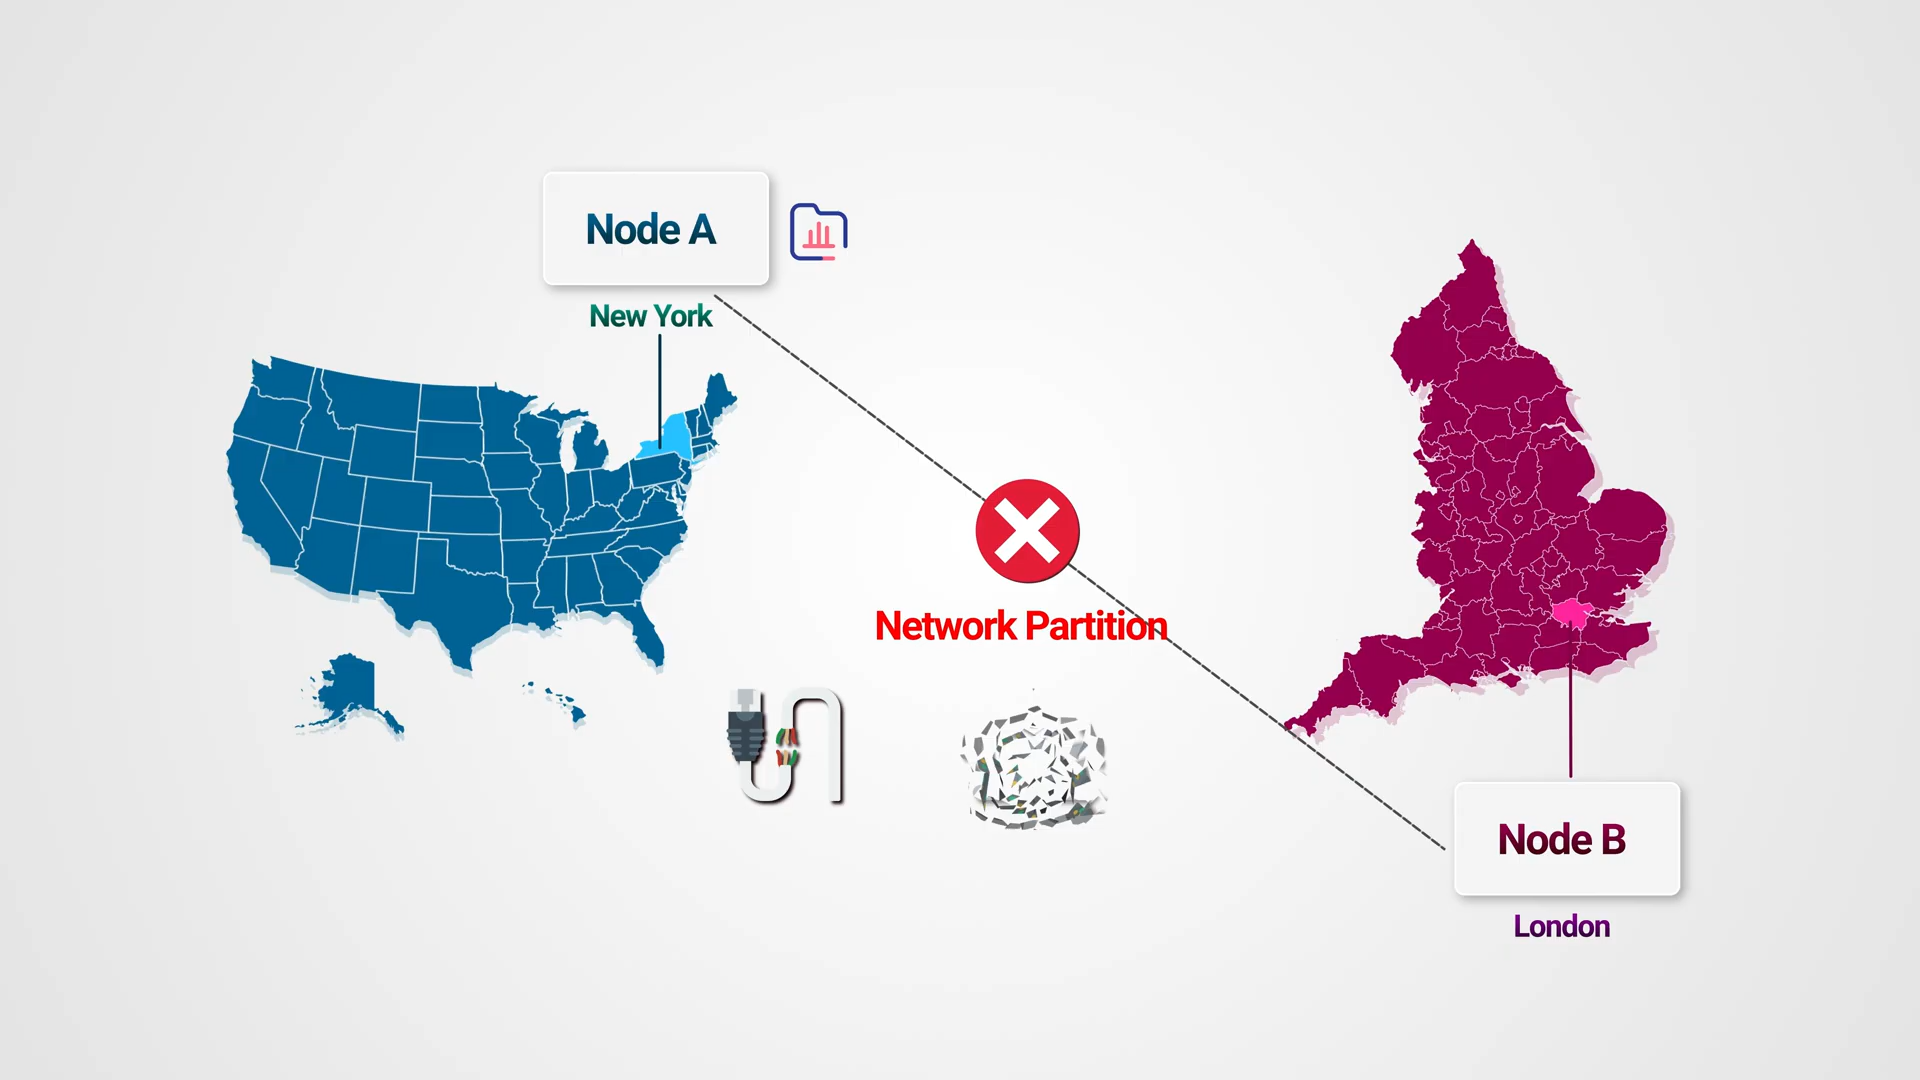 Node A
New York
Network Partition
Node B
London